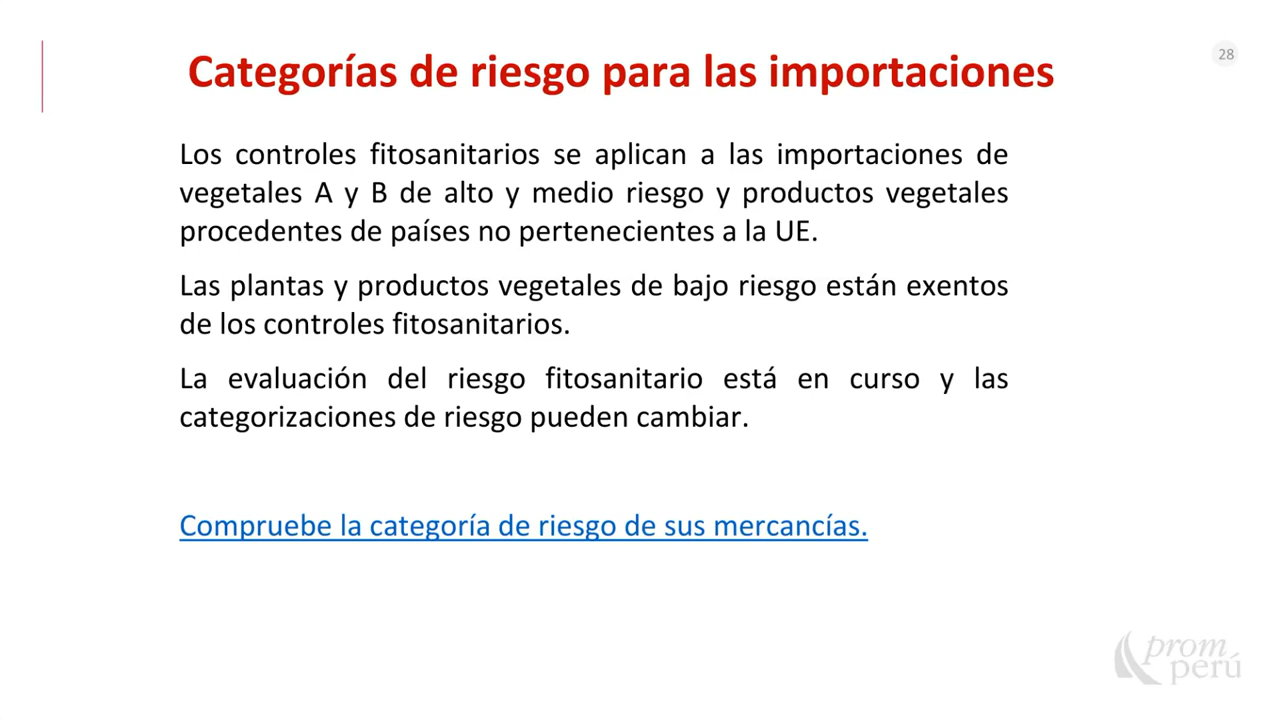 28
Categorías de riesgo para las importaciones
Los controles fitosanitarios se aplican a las importaciones de
vegetales A y B de alto y medio riesgo y productos vegetales
procedentes de países no pertenecientes a la UE.
Las plantas y productos vegetales de bajo riesgo están exentos
de los controles fitosanitarios.
La evaluación del riesgo fitosanitario está en curso y las
categorizaciones de riesgo pueden cambiar.
Compruebe la categoría de riesgo de sus mercancías.
prom
perú